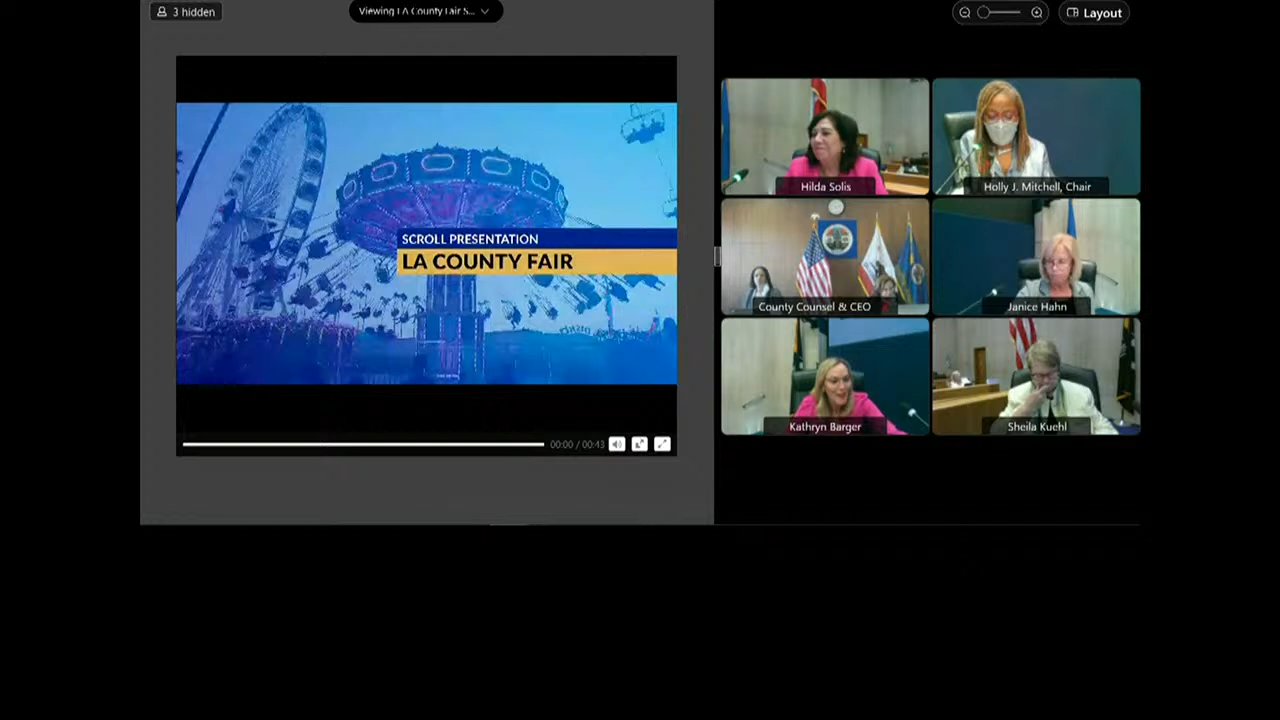 3 hidden
Viewing LA County Fair S...
Layout
SCROLL PRESENTATION
LA COUNTY FAIR
00:00 / 00:43
Hilda Solis
Holly J. Mitchell, Chair
County Counsel & CEO
Janice Hahn
Kathryn Barger
Sheila Kuehl